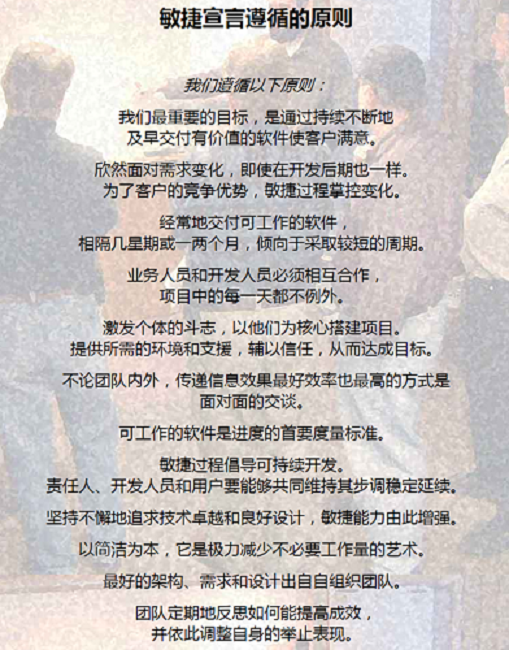 敏捷宣言遵循的原则
我们遵循以下原则：
我们最重要的目标，是通过持续不断地
及早交付有价值的软件使客户满意。
欣然面对需求变化，即使在开发后期也一样。
为了客户的竞争优势，敏捷过程掌控变化。
经常地交付可工作的软件，
相隔几星期或一两个月，倾向于采取较短的周期。
业务人员和开发人员必须相互合作，
项目中的每一天都不例外。
激发个体的斗志，以他们为核心搭建项目。
提供所需的环境和支援，辅以信任，从而达成目标。
不论团队内外，传递信息效果最好效率也最高的方式是
面对面的交谈。
可工作的软件是进度的首要度量标准。
敏捷过程倡导可持续开发。
责任人、开发人员和用户要能够共同维持其步调稳定延续。
坚持不懈地追求技术卓越和良好设计，敏捷能力由此增强。
以简洁为本，它是极力减少不必要工作量的艺术。
最好的架构、需求和设计出自自组织团队。
团队定期地反思如何能提高成效，
并依此调整自身的举止表现。